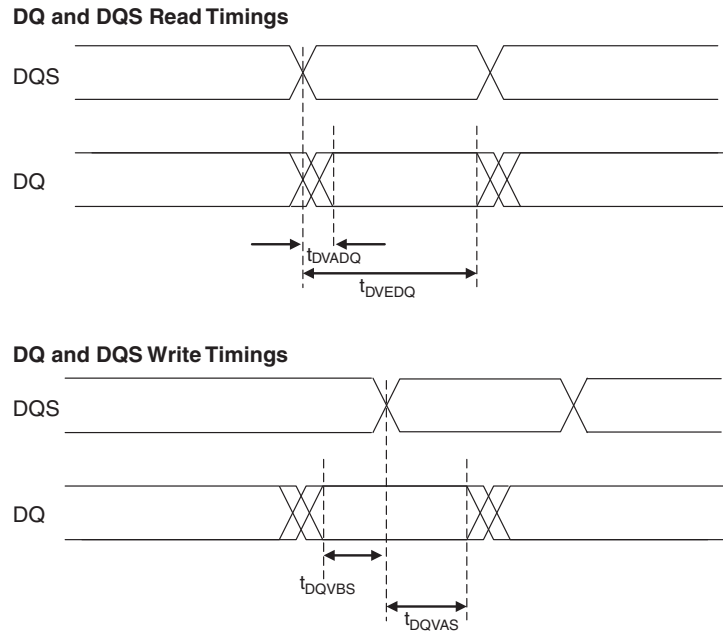 DQ and DQS Read Timings
DQS
DQ
tDVADQ
tDVEDQ
DQ and DQS Write Timings
DQS
DQ
tDQVBS
tDQVAS